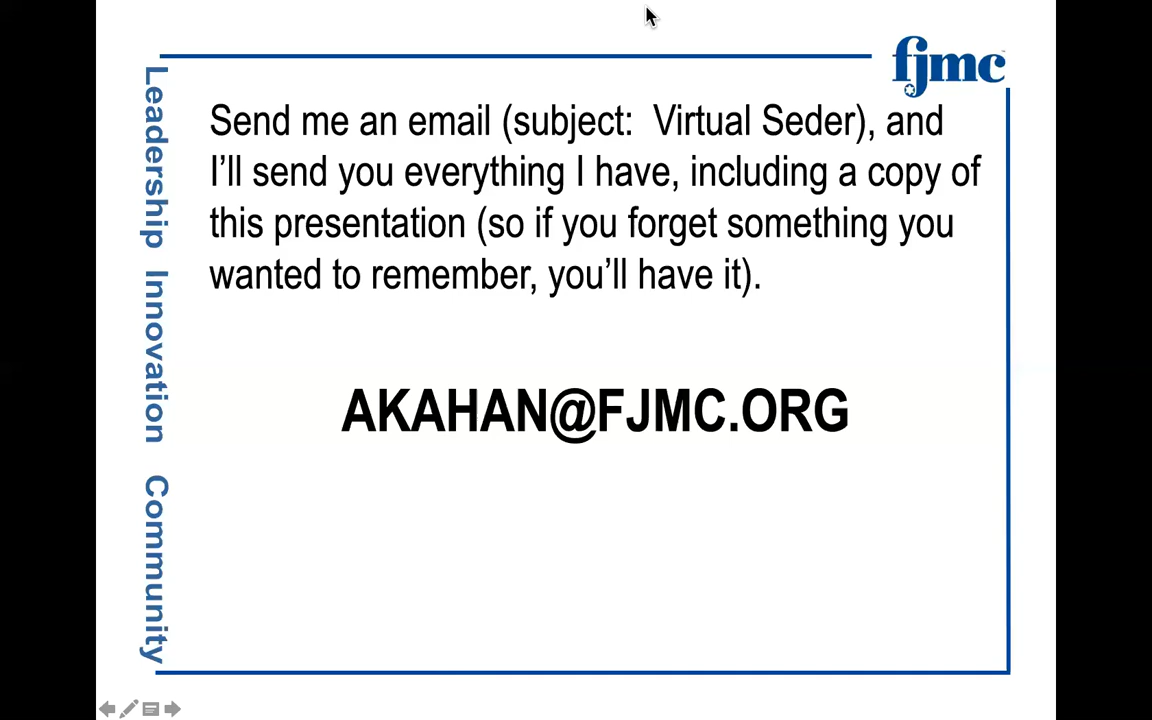 fjmc
Leadership Innovation Community
Send me an email (subject:  Virtual Seder), and
I’ll send you everything I have, including a copy of
this presentation (so if you forget something you
wanted to remember, you’ll have it).
AKAHAN@FJMC.ORG